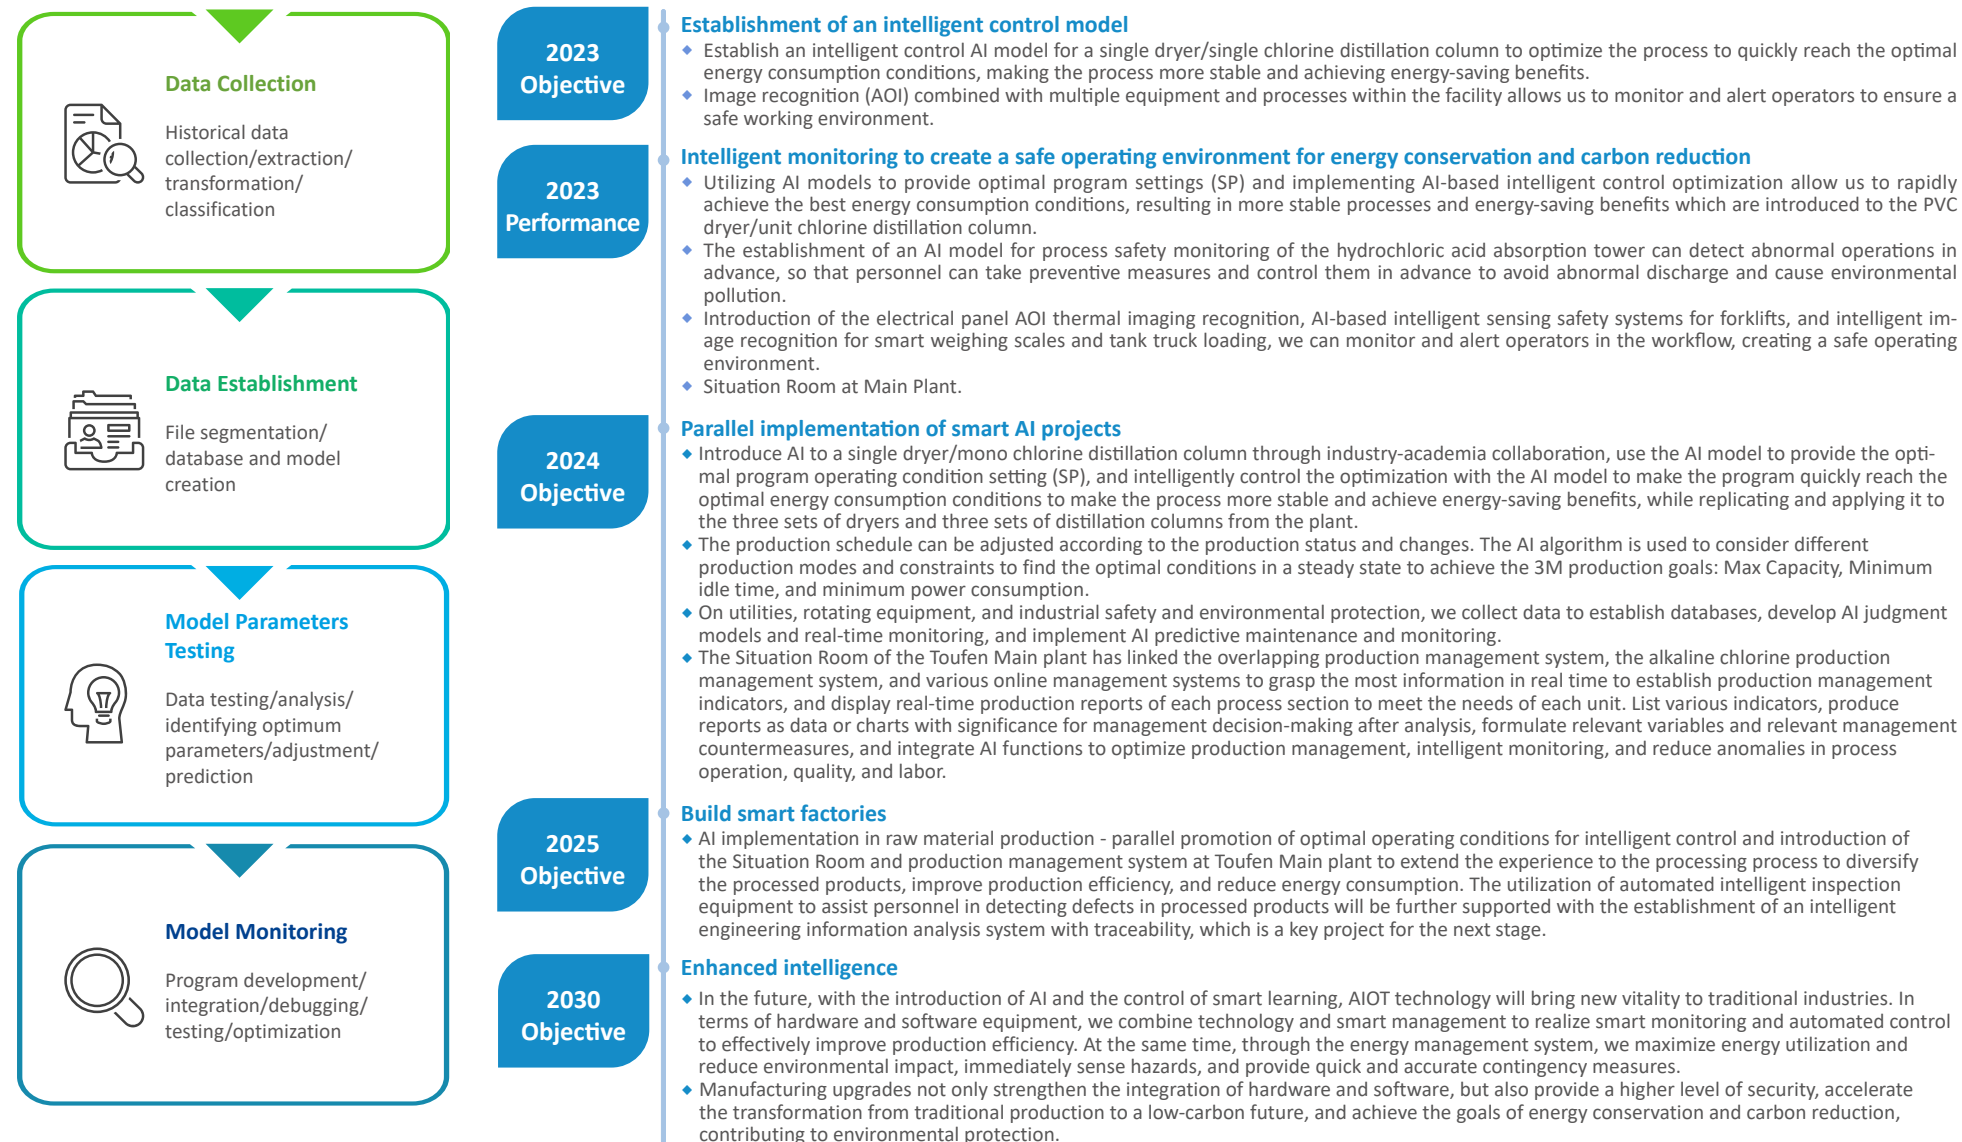 Data Collection
Historical data
collection/extraction/
transformation/
classification
Data Establishment
File segmentation/
database and model
creation
Model Parameters
Testing
Data testing/analysis/
identifying optimum
parameters/adjustment/
prediction
Model Monitoring
Program development/
integration/debugging/
testing/optimization
2023
Objective
Establishment of an intelligent control model
◆ Establish an intelligent control AI model for a single dryer/single chlorine distillation column to optimize the process to quickly reach the optimal
energy consumption conditions, making the process more stable and achieving energy-saving benefits.
◆ Image recognition (AOI) combined with multiple equipment and processes within the facility allows us to monitor and alert operators to ensure a
safe working environment.
2023
Performance
Intelligent monitoring to create a safe operating environment for energy conservation and carbon reduction
◆ Utilizing AI models to provide optimal program settings (SP) and implementing AI-based intelligent control optimization allow us to rapidly
achieve the best energy consumption conditions, resulting in more stable processes and energy-saving benefits which are introduced to the PVC
dryer/unit chlorine distillation column.
◆ The establishment of an AI model for process safety monitoring of the hydrochloric acid absorption tower can detect abnormal operations in
advance, so that personnel can take preventive measures and control them in advance to avoid abnormal discharge and cause environmental
pollution.
◆ Introduction of the electrical panel AOI thermal imaging recognition, AI-based intelligent sensing safety systems for forklifts, and intelligent im-
age recognition for smart weighing scales and tank truck loading, we can monitor and alert operators in the workflow, creating a safe operating
environment.
◆ Situation Room at Main Plant.
2024
Objective
Parallel implementation of smart AI projects
◆ Introduce AI to a single dryer/mono chlorine distillation column through industry-academia collaboration, use the AI model to provide the opti-
mal program operating condition setting (SP), and intelligently control the optimization with the AI model to make the program quickly reach the
optimal energy consumption conditions to make the process more stable and achieve energy-saving benefits, while replicating and applying it to
the three sets of dryers and three sets of distillation columns from the plant.
◆ The production schedule can be adjusted according to the production status and changes. The AI algorithm is used to consider different
production modes and constraints to find the optimal conditions in a steady state to achieve the 3M production goals: Max Capacity, Minimum
idle time, and minimum power consumption.
◆ On utilities, rotating equipment, and industrial safety and environmental protection, we collect data to establish databases, develop AI judgment
models and real-time monitoring, and implement AI predictive maintenance and monitoring.
◆ The Situation Room of the Toufen Main plant has linked the overlapping production management system, the alkaline chlorine production
management system, and various online management systems to grasp the most information in real time to establish production management
indicators, and display real-time production reports of each process section to meet the needs of each unit. List various indicators, produce
reports as data or charts with significance for management decision-making after analysis, formulate relevant variables and relevant management
countermeasures, and integrate AI functions to optimize production management, intelligent monitoring, and reduce anomalies in process
operation, quality, and labor.
2025
Objective
Build smart factories
◆ AI implementation in raw material production - parallel promotion of optimal operating conditions for intelligent control and introduction of
the Situation Room and production management system at Toufen Main plant to extend the experience to the processing process to diversify
the processed products, improve production efficiency, and reduce energy consumption. The utilization of automated intelligent inspection
equipment to assist personnel in detecting defects in processed products will be further supported with the establishment of an intelligent
engineering information analysis system with traceability, which is a key project for the next stage.
2030
Objective
Enhanced intelligence
◆ In the future, with the introduction of AI and the control of smart learning, AIOT technology will bring new vitality to traditional industries. In
terms of hardware and software equipment, we combine technology and smart management to realize smart monitoring and automated control
to effectively improve production efficiency. At the same time, through the energy management system, we maximize energy utilization and
reduce environmental impact, immediately sense hazards, and provide quick and accurate contingency measures.
◆ Manufacturing upgrades not only strengthen the integration of hardware and software, but also provide a higher level of security, accelerate
the transformation from traditional production to a low-carbon future, and achieve the goals of energy conservation and carbon reduction,
contributing to environmental protection.